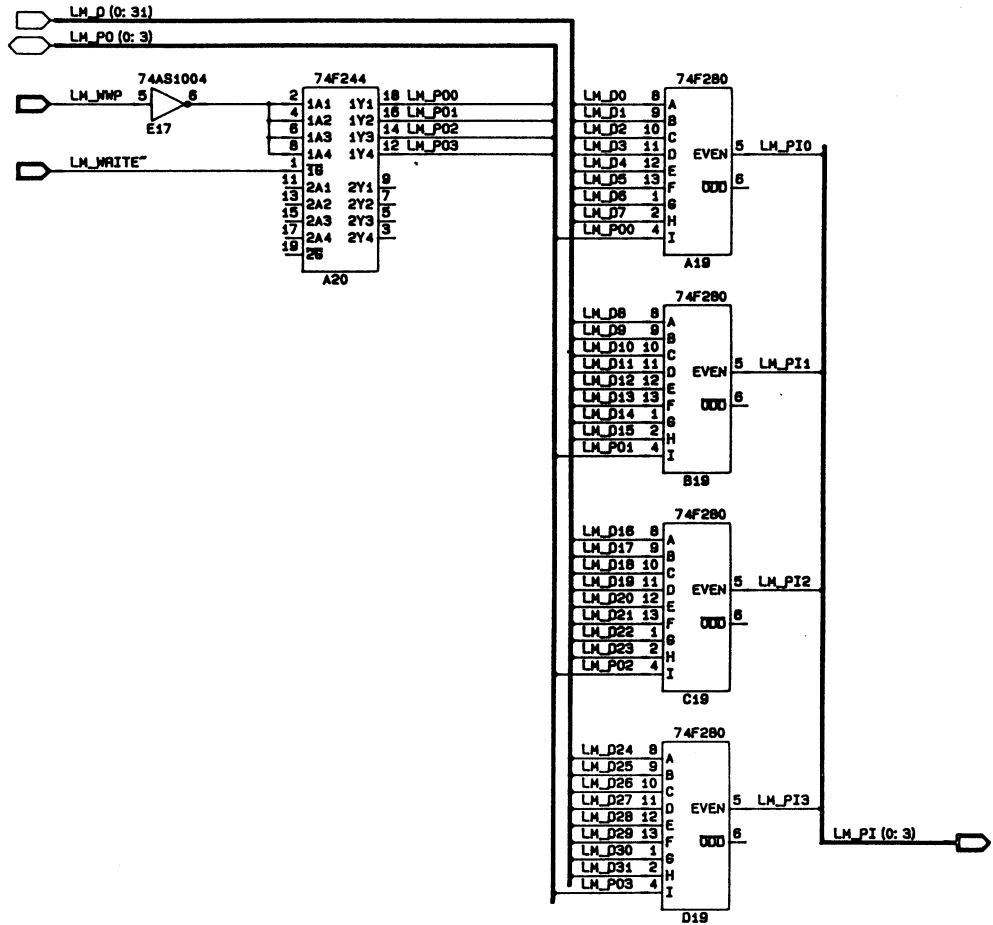 LM_D (0: 31)
LM_PO (0: 3)
74AS1004
LM_WWP 5 6
E17
LM_WRITE~
74F244
2 1A1 1Y1 18 LM_PO0
4 1A2 1Y2 16 LM_PO1
6 1A3 1Y3 14 LM_PO2
8 1A4 1Y4 12 LM_PO3
1 1G
11 2A1 2Y1 9
13 2A2 2Y2 7
15 2A3 2Y3 5
17 2A4 2Y4 3
19 2G
A20
74F280
LM_D0 8 A
LM_D1 9 B
LM_D2 10 C
LM_D3 11 D EVEN 5 LM_PI0
LM_D4 12 E
LM_D5 13 F ODD 6
LM_D6 1 G
LM_D7 2 H
LM_PO0 4 I
A19
74F280
LM_D8 8 A
LM_D9 9 B
LM_D10 10 C
LM_D11 11 D EVEN 5 LM_PI1
LM_D12 12 E
LM_D13 13 F ODD 6
LM_D14 1 G
LM_D15 2 H
LM_PO1 4 I
B19
74F280
LM_D16 8 A
LM_D17 9 B
LM_D18 10 C
LM_D19 11 D EVEN 5 LM_PI2
LM_D20 12 E
LM_D21 13 F ODD 6
LM_D22 1 G
LM_D23 2 H
LM_PO2 4 I
C19
74F280
LM_D24 8 A
LM_D25 9 B
LM_D26 10 C
LM_D27 11 D EVEN 5 LM_PI3
LM_D28 12 E
LM_D29 13 F ODD 6
LM_D30 1 G
LM_D31 2 H
LM_PO3 4 I
D19
LM_PI (0: 3)